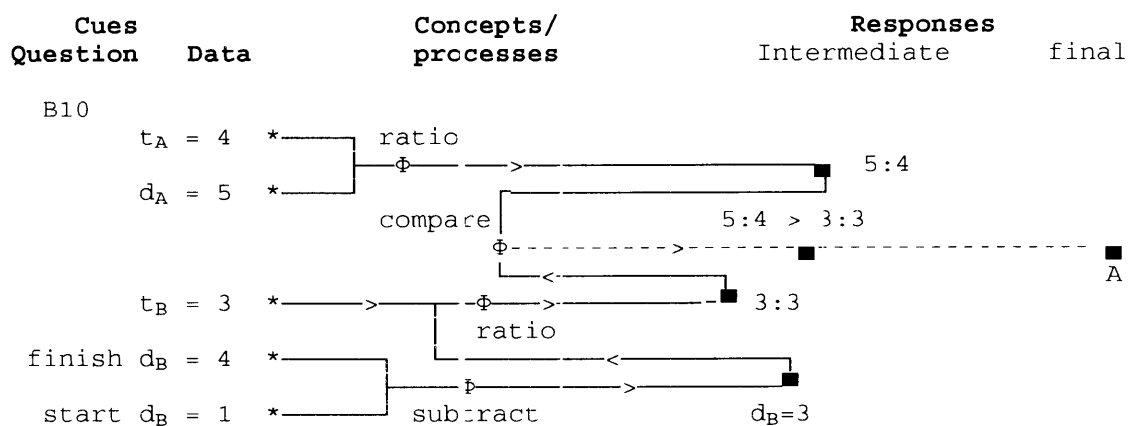 Cues Concepts/ Responses
Question Data processes Intermediate final
B10
tA = 4 * ratio
5:4
dA = 5 *
compare 5:4 > 3:3
A
tB = 3 * 3:3
ratio
finish dB = 4 *
start dB = 1 * subtract dB=3